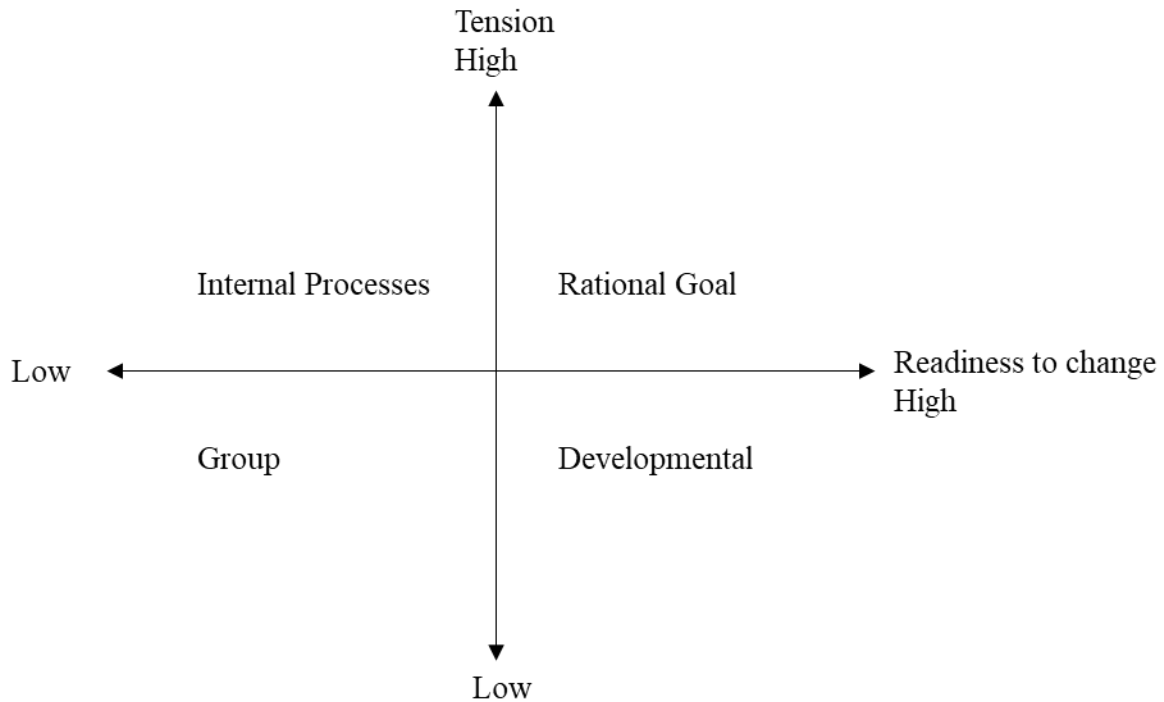 Tension
High
Internal Processes
Rational Goal
Low
Readiness to change
High
Group
Developmental
Low